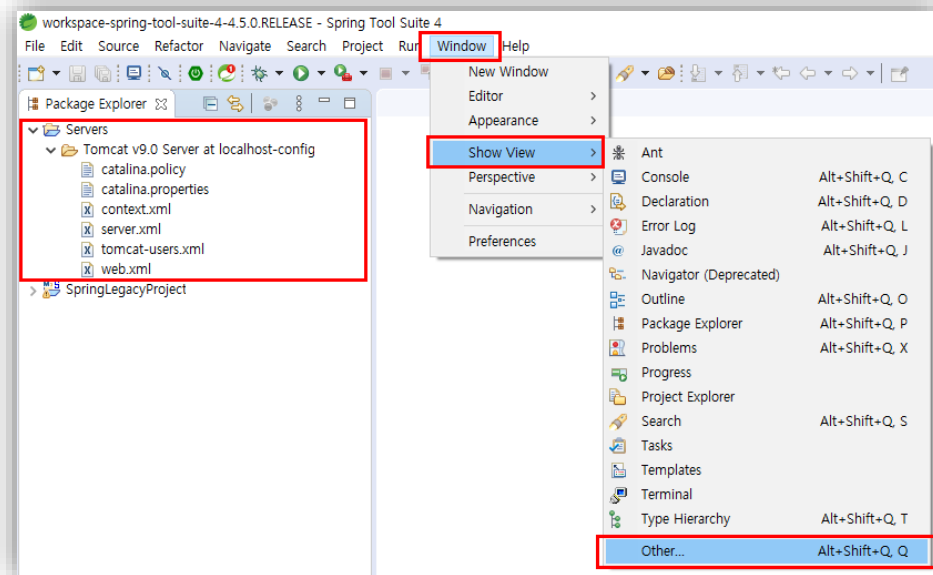 workspace-spring-tool-suite-4-4.5.0.RELEASE - Spring Tool Suite 4
File Edit Source Refactor Navigate Search Project Run Window Help
Package Explorer
Servers
Tomcat v9.0 Server at localhost-config
catalina.policy
catalina.properties
context.xml
server.xml
tomcat-users.xml
web.xml
SpringLegacyProject
New Window
Editor
Appearance
Show View
Perspective
Navigation
Preferences
Ant
Console Alt+Shift+Q, C
Declaration Alt+Shift+Q, D
Error Log Alt+Shift+Q, L
Javadoc Alt+Shift+Q, J
Navigator (Deprecated)
Outline Alt+Shift+Q, O
Package Explorer Alt+Shift+Q, P
Problems Alt+Shift+Q, X
Progress
Project Explorer
Search Alt+Shift+Q, S
Tasks
Templates
Terminal
Type Hierarchy Alt+Shift+Q, T
Other... Alt+Shift+Q, Q